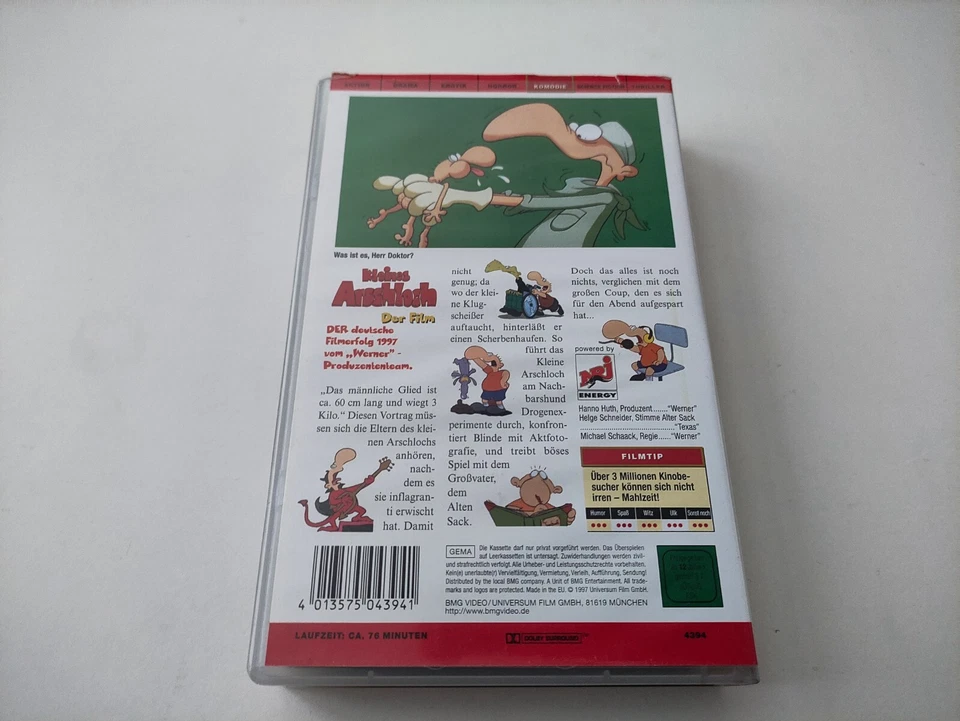 KOMODIE
Was ist es, Herr Doktor?
Kleines
Arschloch
Der Film
DER deutsche
Filmerfolg 1997
vom „Werner"-
Produzententeam.
„Das männliche Glied ist
ca. 60 cm lang und wiegt 3
Kilo." Diesen Vortrag müs-
sen sich die Eltern des klei-
nen Arschlochs
anhören,
nach-
dem es
sie inflagran-
ti erwischt
hat. Damit
nicht
genug; da
wo der klei-
ne Klug-
scheißer
auftaucht, hinterläßt er
einen Scherbenhaufen. So
führt das
Kleine
Arschloch
am Nach-
barshund
Drogenex-
perimente durch, konfron-
tiert Blinde mit Aktfoto-
grafie, und treibt böses
Spiel mit dem
Großvater,
dem
Alten
Sack.
Doch das alles ist noch
nichts, verglichen mit dem
großen Coup, den es sich
für den Abend aufgespart
hat...
powered by
NRJ
ENERGY
Hanno Huth, Produzent......."Werner"
Helge Schneider, Stimme Alter Sack
"Texas"
Michael Schaack, Regie......"Werner"
FILMTIP
Über 3 Millionen Kinobe-
sucher können sich nicht
irren – Mahlzeit!
Humor Spaß Witz Ulk Sonst noch
GEMA
Die Kassette darf nur privat vorgeführt werden. Das Überspielen
auf Leerkassetten ist untersagt. Zuwiderhandlungen werden zivil-
und strafrechtlich verfolgt. Alle Urheber- und Leistungsschutzrechte vorbehalten.
Kein(e) unerlaubte(r) Vervielfältigung, Vermietung, Verleih, Aufführung, Sendung!
Distributed by the local BMG company. A Unit of BMG Entertainment. All trade-
marks and logos are protected. Made in the EU. © 1997 Universum Film GmbH.
BMG VIDEO/UNIVERSUM FILM GMBH, 81619 MÜNCHEN
http://www.bmgvideo.de
4 013575 043941
LAUFZEIT: CA. 76 MINUTEN
DOLBY SURROUND
4394